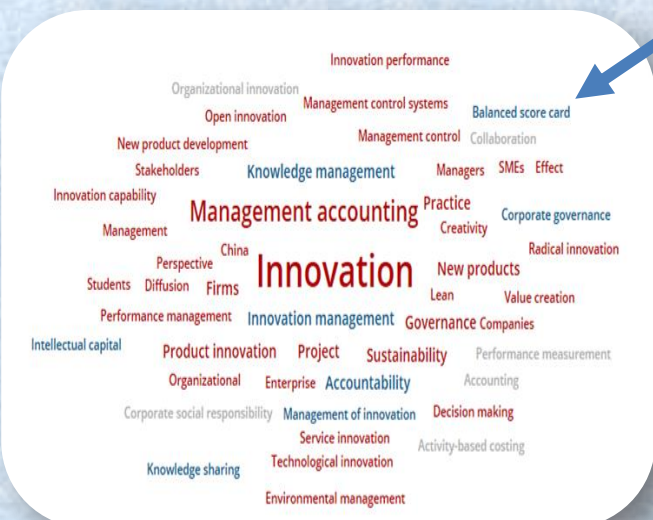 Innovation performance
Organizational innovation
Management control systems
Balanced score card
Open innovation
New product development
Management control
Collaboration
Stakeholders
Knowledge management
Managers
SMEs
Effect
Innovation capability
Management accounting
Practice
Corporate governance
Management
Creativity
China
Radical innovation
Perspective
Innovation
New products
Students
Diffusion
Firms
Lean
Value creation
Performance management
Innovation management
Governance
Companies
Intellectual capital
Product innovation
Project
Sustainability
Performance measurement
Organizational
Enterprise
Accountability
Accounting
Corporate social responsibility
Management of innovation
Decision making
Service innovation
Activity-based costing
Knowledge sharing
Technological innovation
Environmental management